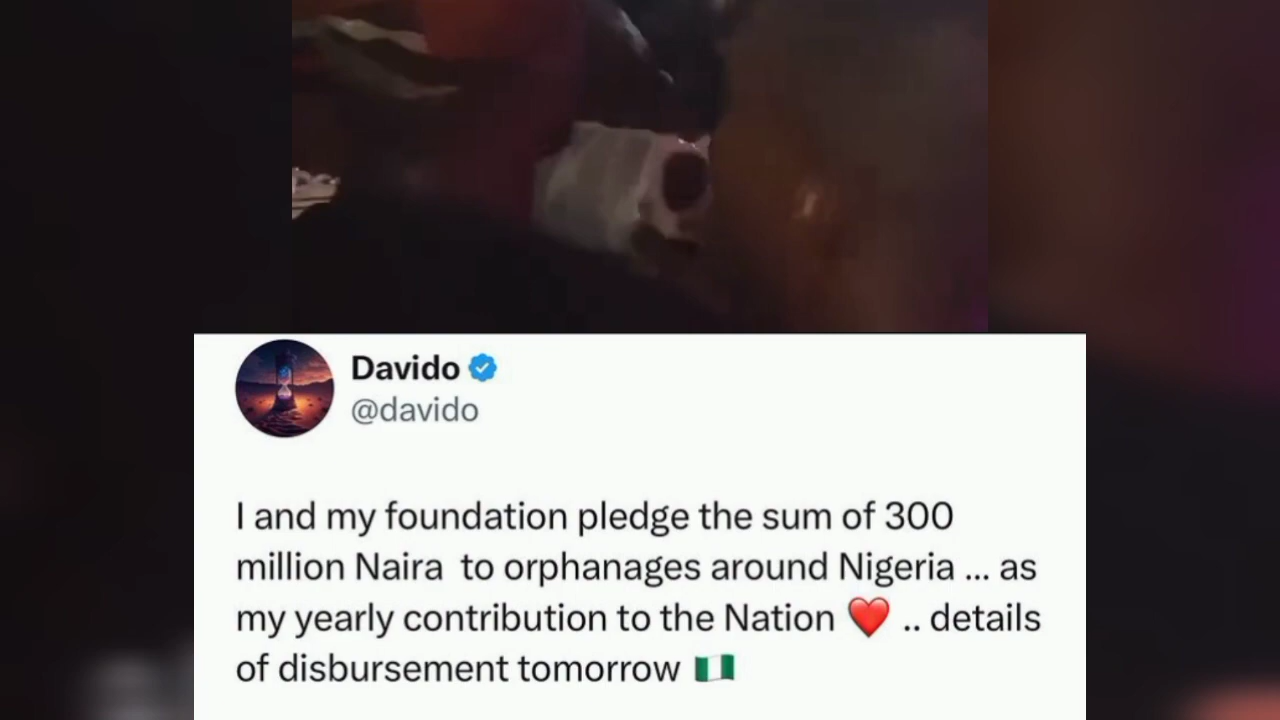 Davido
@davido
I and my foundation pledge the sum of 300
million Naira to orphanages around Nigeria ... as
my yearly contribution to the Nation ❤️ .. details
of disbursement tomorrow 🇳🇬